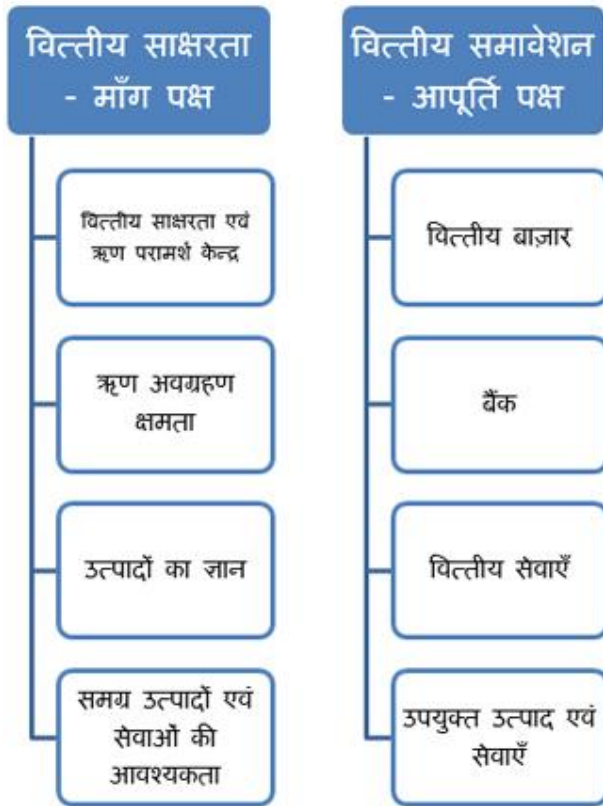 वित्तीय साक्षरता
- माँग पक्ष
वित्तीय साक्षरता एवं
ऋण परामर्श केन्द्र
ऋण अवग्रहण
क्षमता
उत्पादों का ज्ञान
समग्र उत्पादों एवं
सेवाओं की
आवश्यकता
वित्तीय समावेशन
- आपूर्ति पक्ष
वित्तीय बाज़ार
बैंक
वित्तीय सेवाएँ
उपयुक्त उत्पाद एवं
सेवाएँ